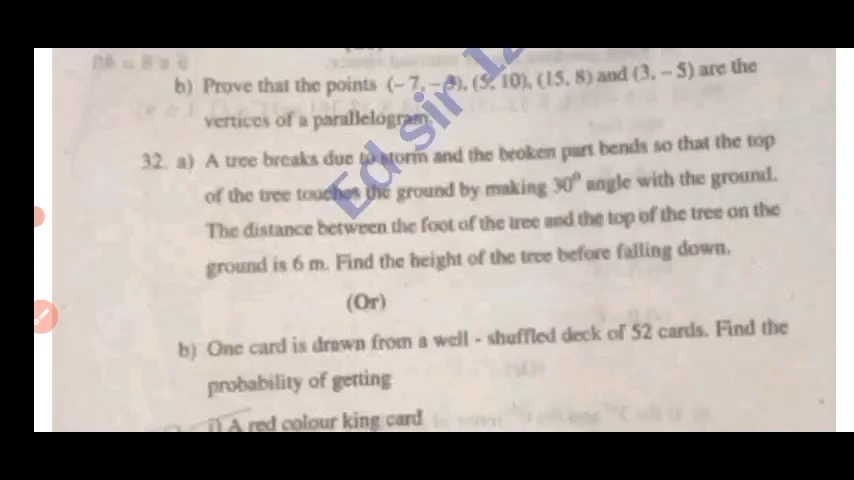 b) Prove that the points (– 7, – 3), (5, 10), (15, 8) and (3, – 5) are the
vertices of a parallelogram.
32. a) A tree breaks due to storm and the broken part bends so that the top
of the tree touches the ground by making 30° angle with the ground.
The distance between the foot of the tree and the top of the tree on the
ground is 6 m. Find the height of the tree before falling down.
(Or)
b) One card is drawn from a well - shuffled deck of 52 cards. Find the
probability of getting
i) A red colour king card
Ed sir